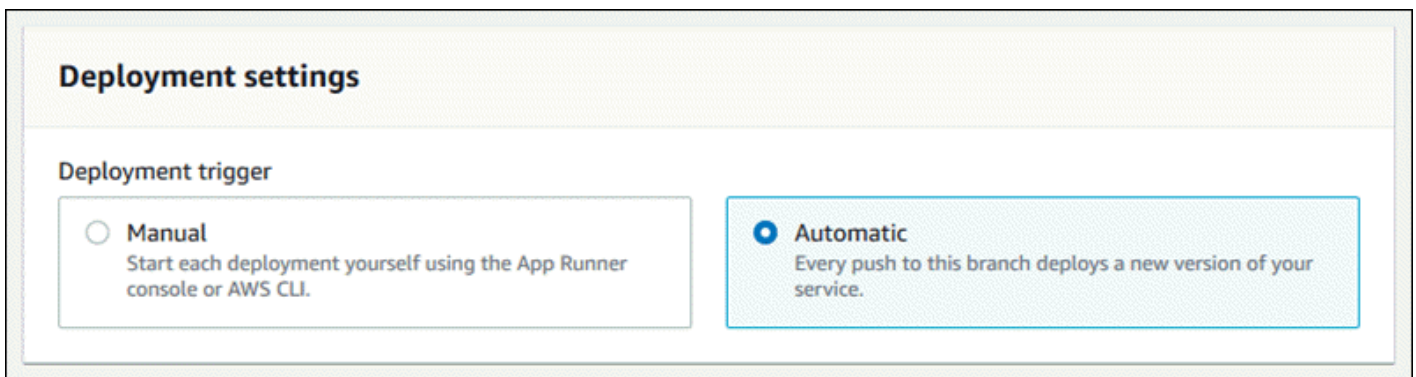 Deployment settings
Deployment trigger
Manual
Start each deployment yourself using the App Runner
console or AWS CLI.
Automatic
Every push to this branch deploys a new version of your
service.